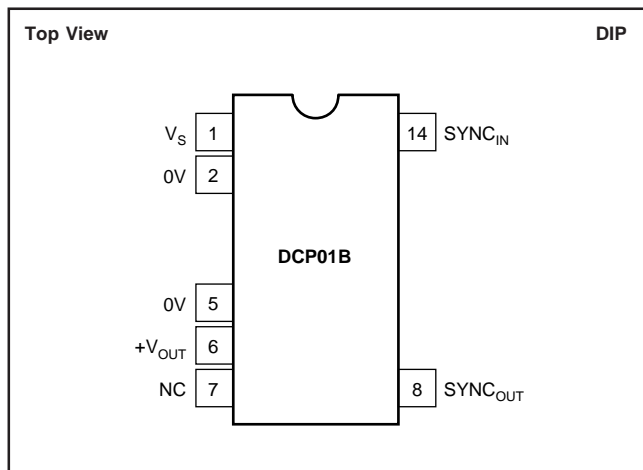 Top View DIP
V_S 1 14 SYNC_IN
0V 2
DCP01B
0V 5
+V_OUT 6
NC 7 8 SYNC_OUT